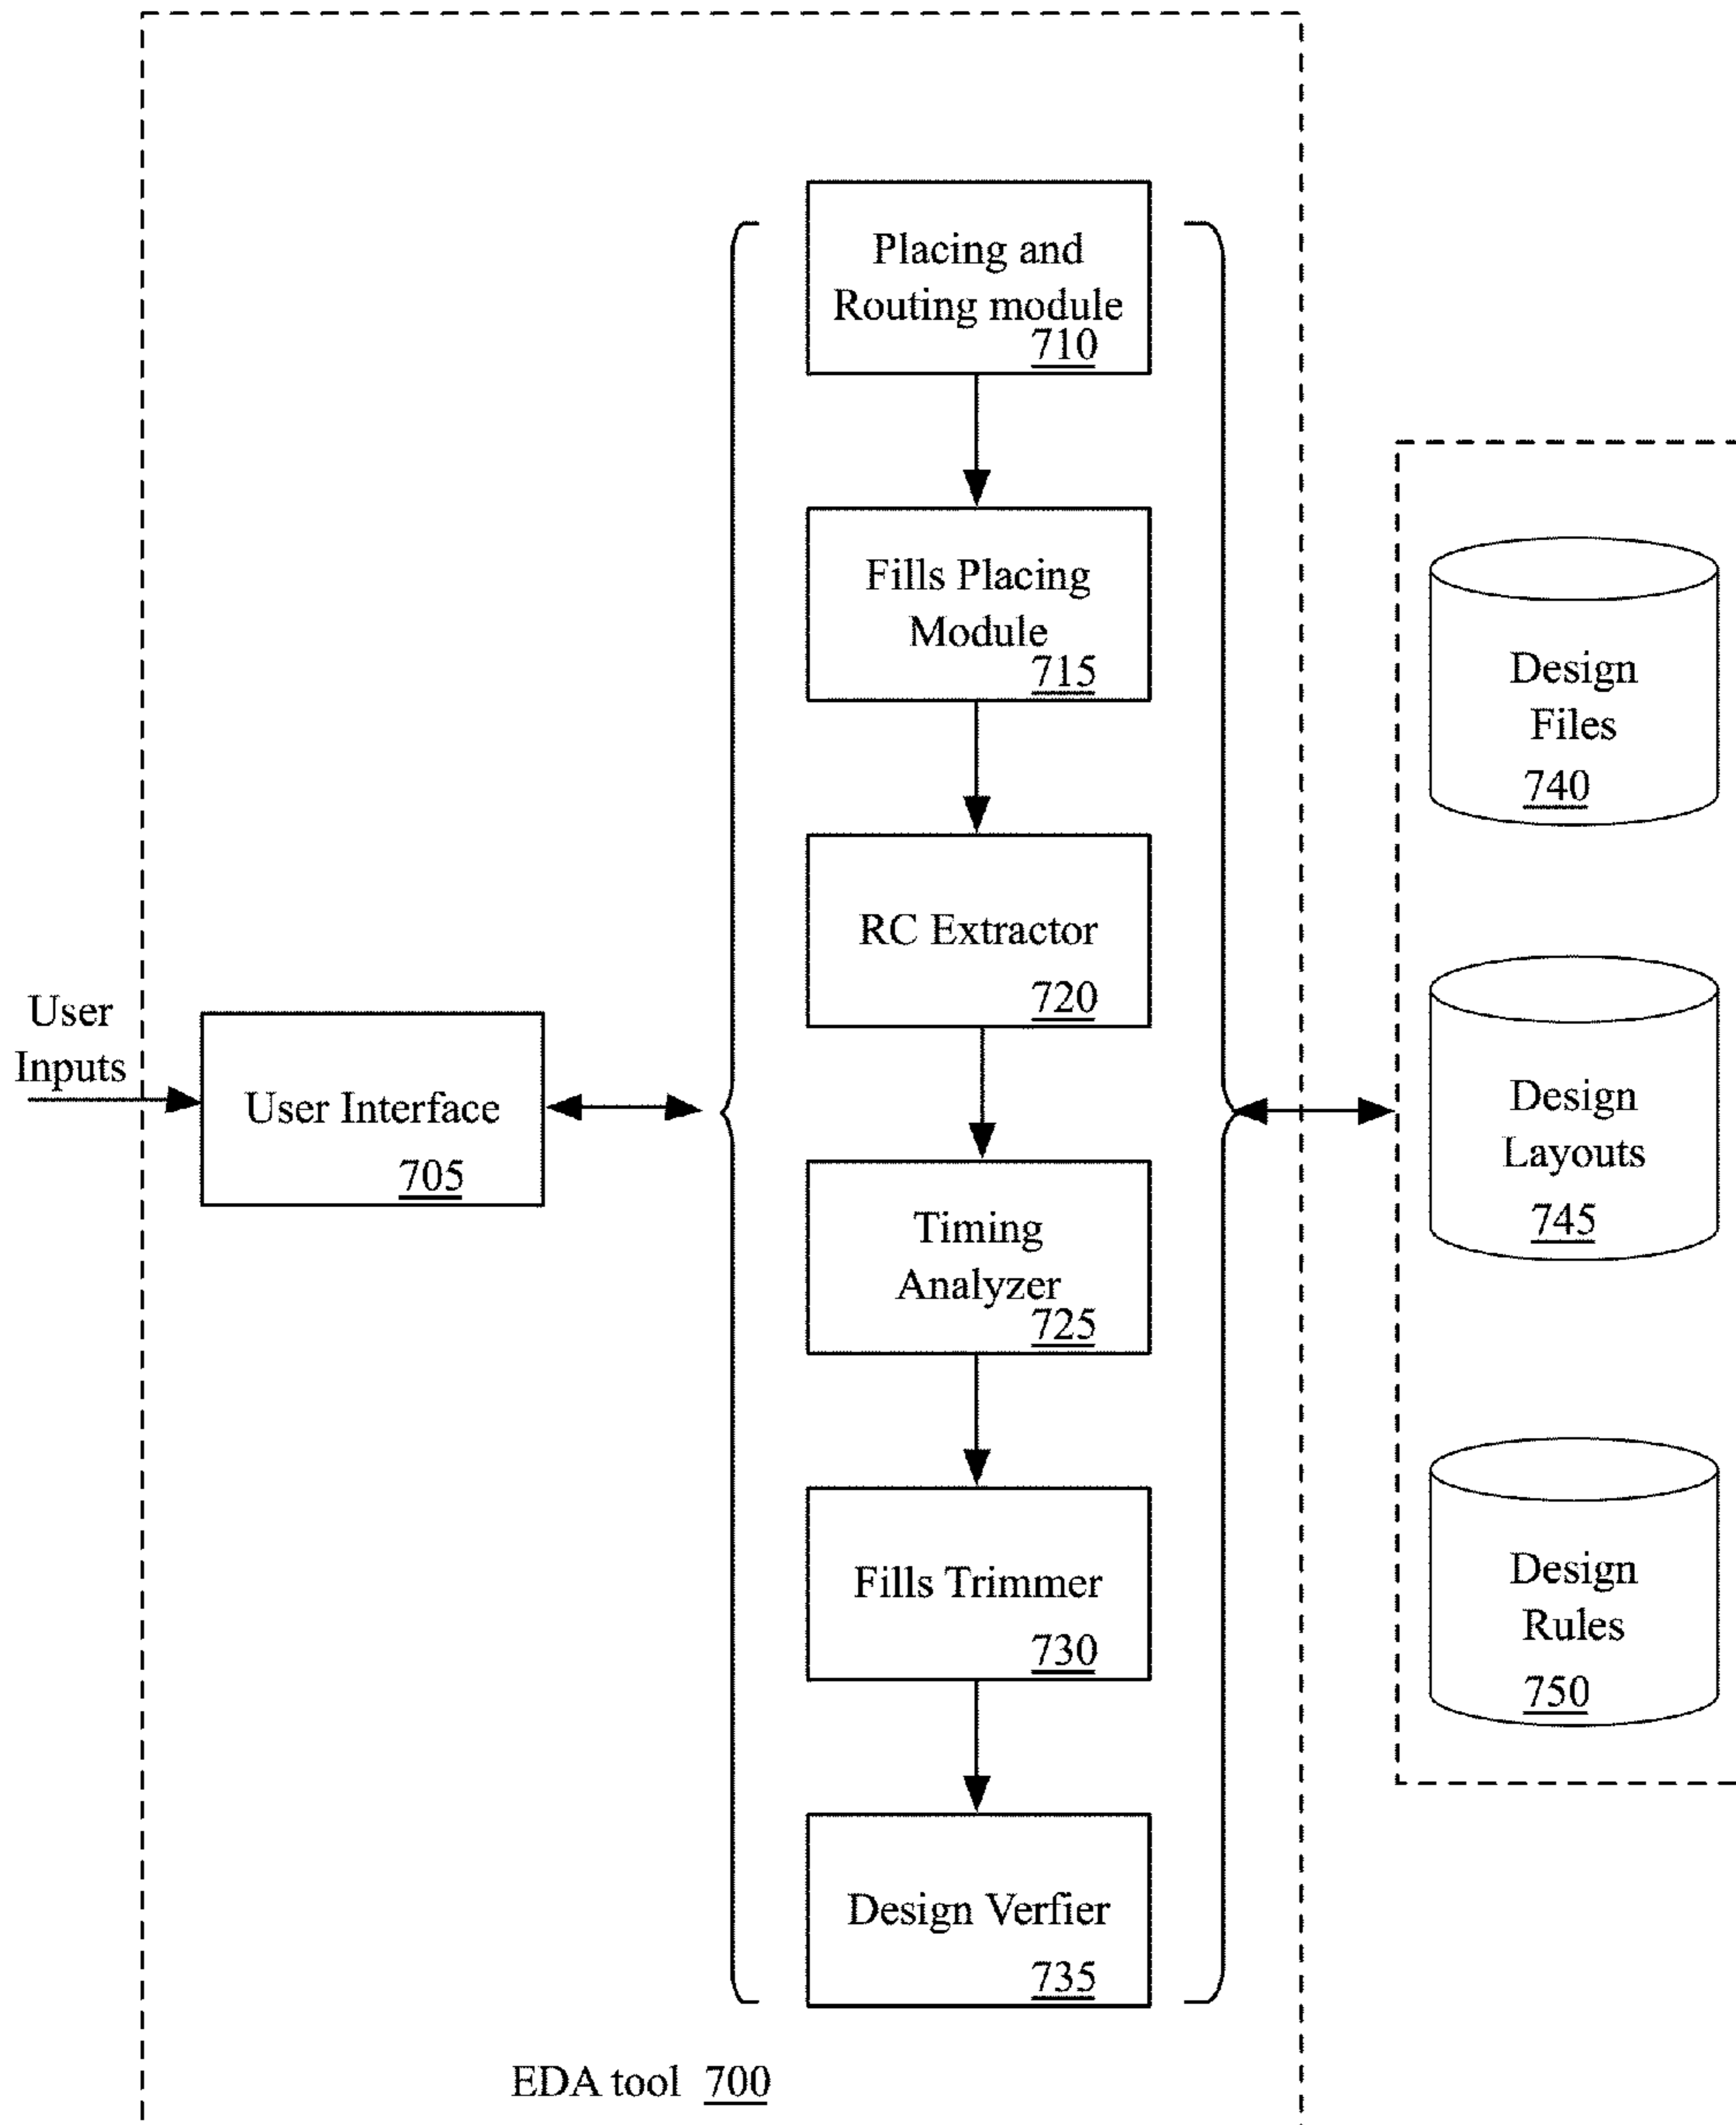 Placing and
Routing module
710
Fills Placing
Module
715
RC Extractor
720
Timing
Analyzer
725
Fills Trimmer
730
Design Verfier
735
User
Inputs
User Interface
705
Design
Files
740
Design
Layouts
745
Design
Rules
750
EDA tool 700